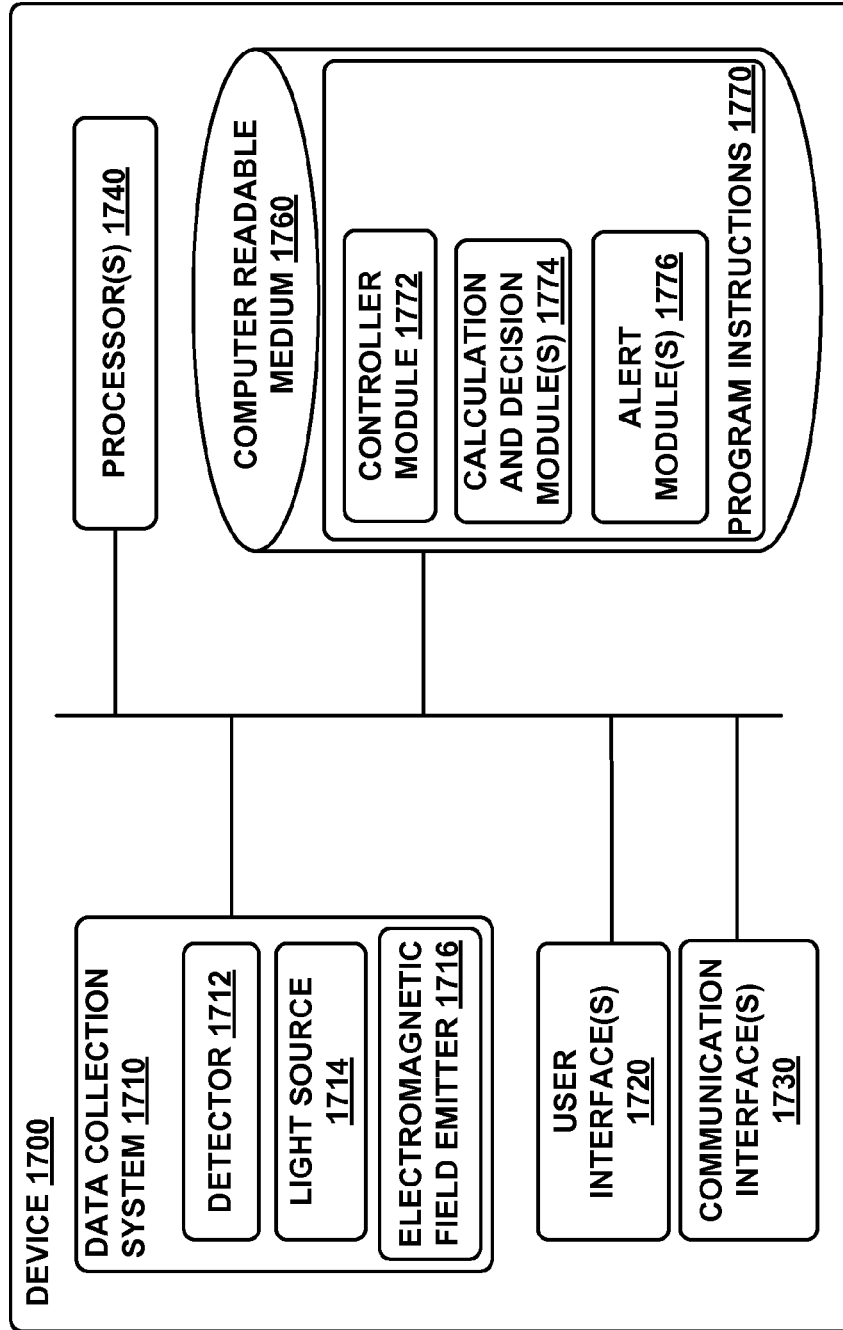 DEVICE 1700
DATA COLLECTION
SYSTEM 1710
DETECTOR 1712
LIGHT SOURCE
1714
ELECTROMAGNETIC
FIELD EMITTER 1716
USER
INTERFACE(S)
1720
COMMUNICATION
INTERFACE(S)
1730
PROCESSOR(S) 1740
COMPUTER READABLE
MEDIUM 1760
CONTROLLER
MODULE 1772
CALCULATION
AND DECISION
MODULE(S) 1774
ALERT
MODULE(S) 1776
PROGRAM INSTRUCTIONS 1770